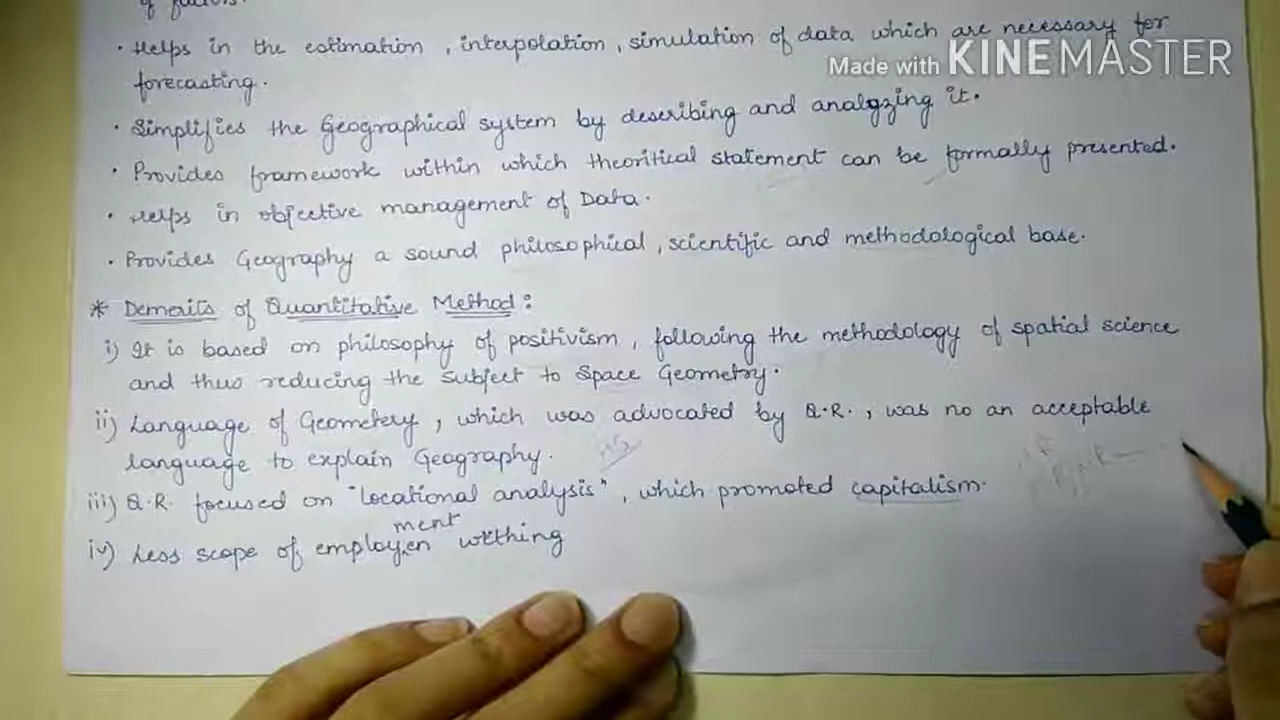 of factors.
• Helps in the estimation, interpolation, simulation of data which are necessary for
forecasting.
Made with KINEMASTER
• Simplifies the Geographical system by describing and analyzing it.
• Provides framework within which theoritical statement can be formally presented.
• Helps in objective management of Data.
• Provides Geography a sound philosophical, scientific and methodological base.
* Demerits of Quantitative Method:
i) It is based on philosophy of positivism, following the methodology of spatial science
and thus reducing the subject to Space Geometry.
ii) Language of Geometery, which was advocated by Q.R., was no an acceptable
language to explain Geography.
iii) Q.R. focused on "locational analysis", which promoted capitalism.
iv) Less scope of employment